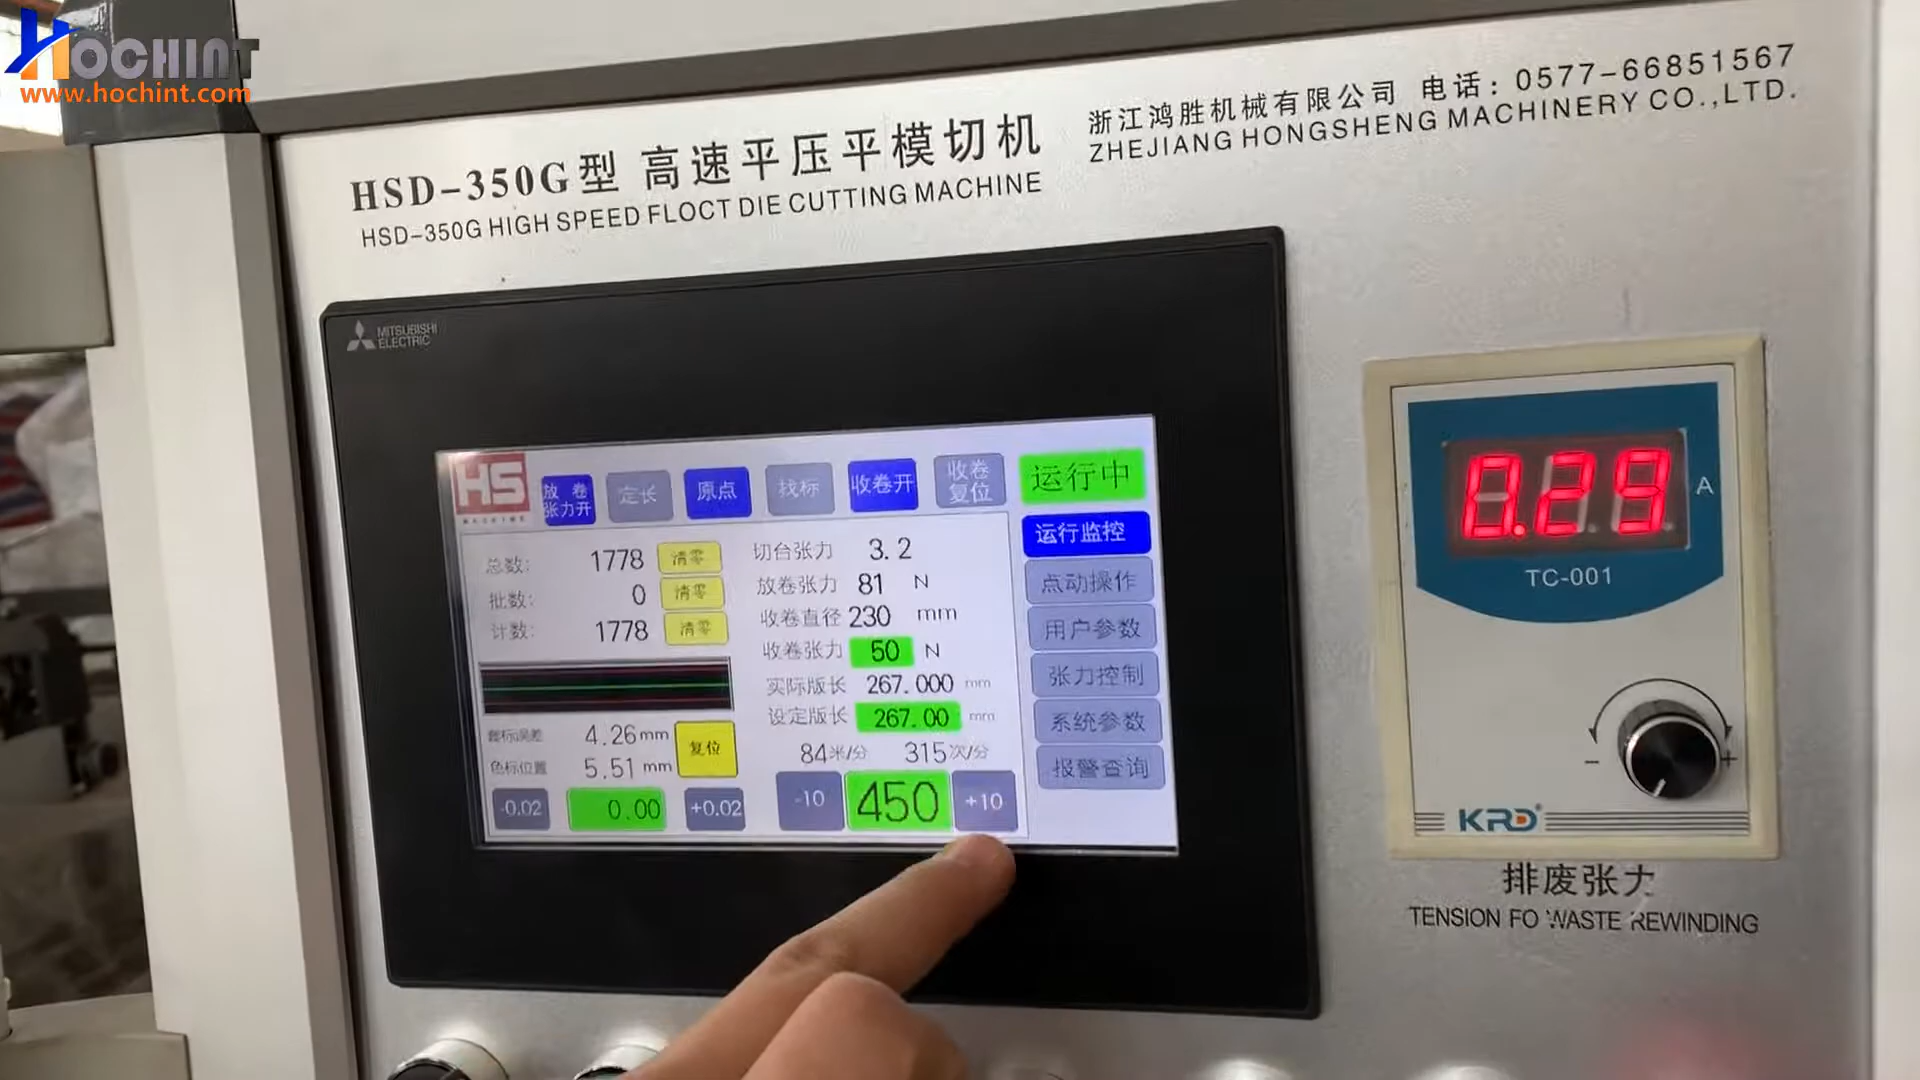 HOCHINT
www.hochint.com
HSD-350G型 高速平压平模切机
HSD-350G HIGH SPEED FLOCT DIE CUTTING MACHINE
浙江鸿胜机械有限公司 电话：0577-66851567
ZHEJIANG HONGSHENG MACHINERY CO.,LTD.
MITSUBISHI
ELECTRIC
HS
放 卷
张力开
定长
原点
找标
收卷开
收卷
复位
运行中
总数: 1778 清零
批数: 0 清零
计数: 1778 清零
4.26mm
色标位置 5.51 mm
复位
-0.02 0.00 +0.02
切台张力 3.2
放卷张力 81 N
收卷直径 230 mm
收卷张力 50 N
实际版长 267.000 mm
设定版长 267.00 mm
84米/分 315次/分
-10 450 +10
运行监控
点动操作
用户参数
张力控制
系统参数
报警查询
0.29 A
TC-001
- +
KRD
排废张力
TENSION FO WASTE REWINDING